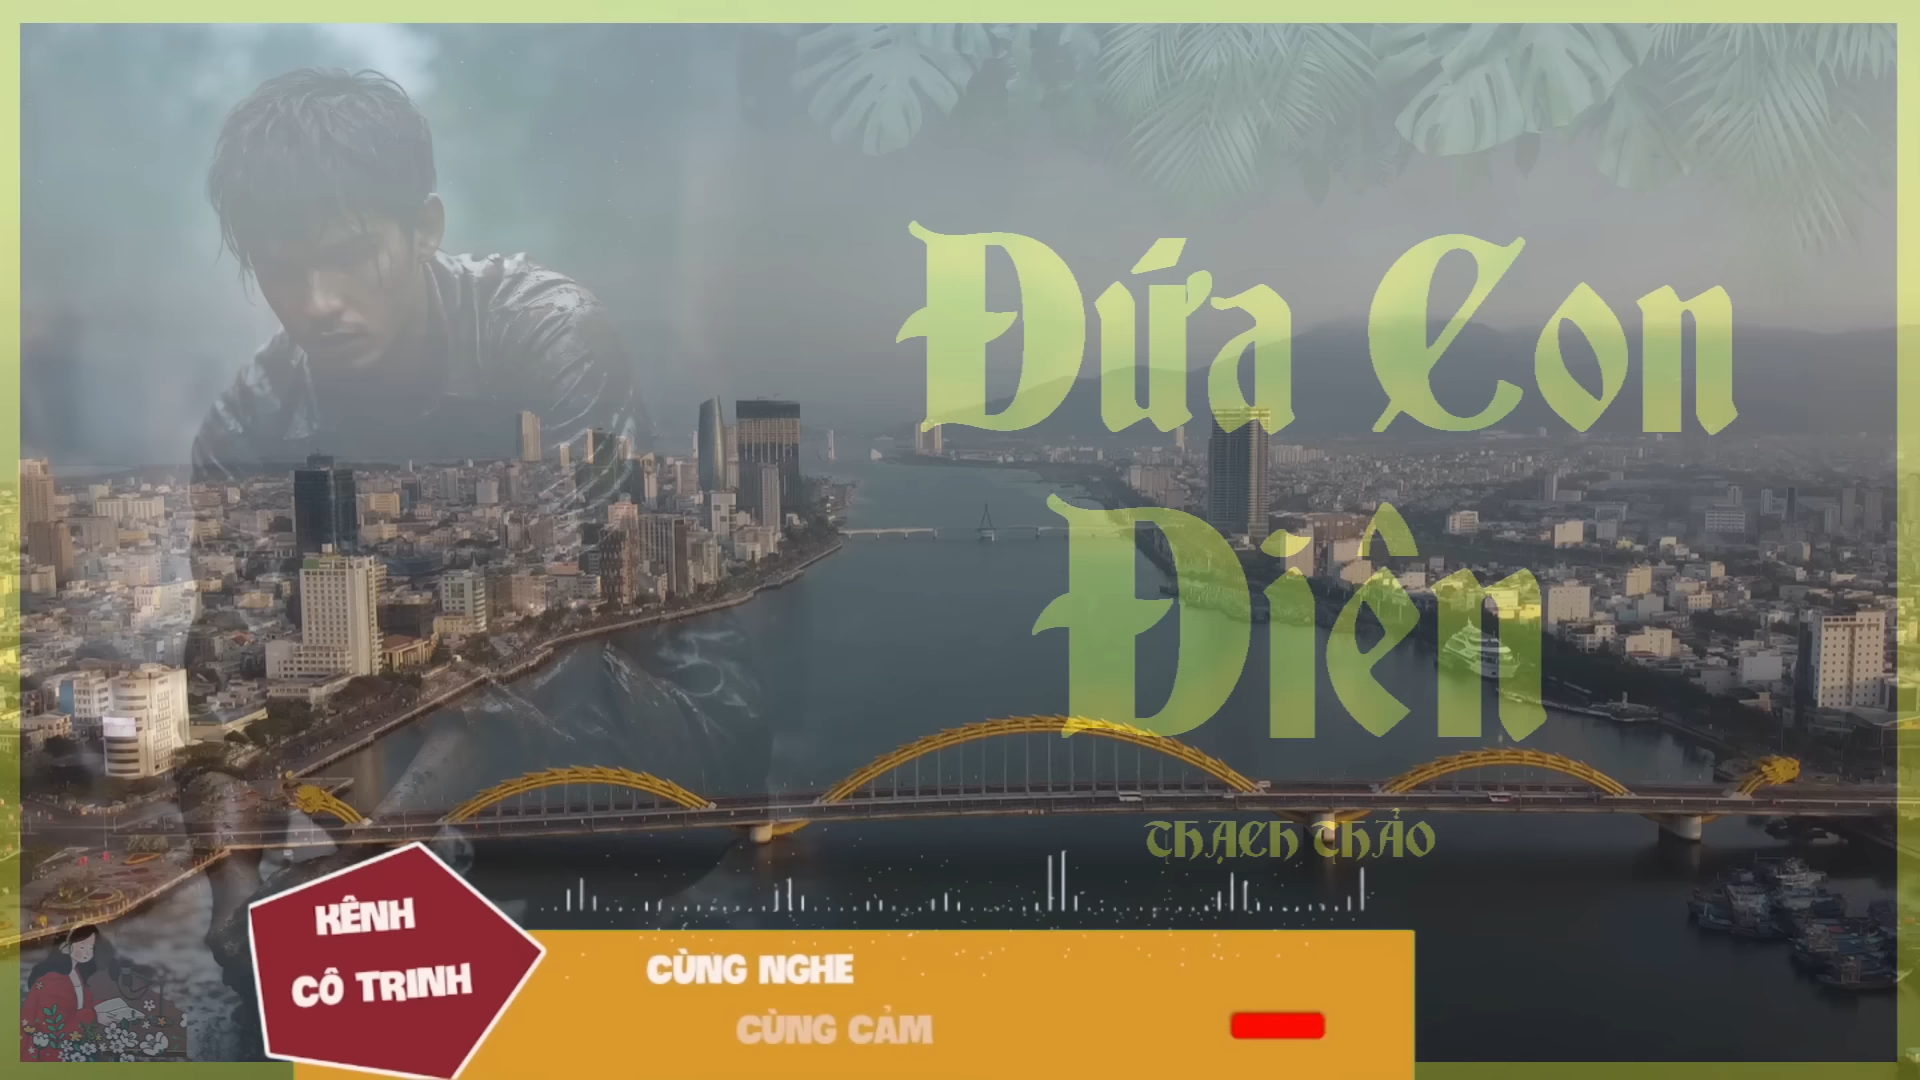 Đứa Con
Điên
THẠCH THẢO
KÊNH
CÔ TRINH
CÙNG NGHE
CÙNG CẢM